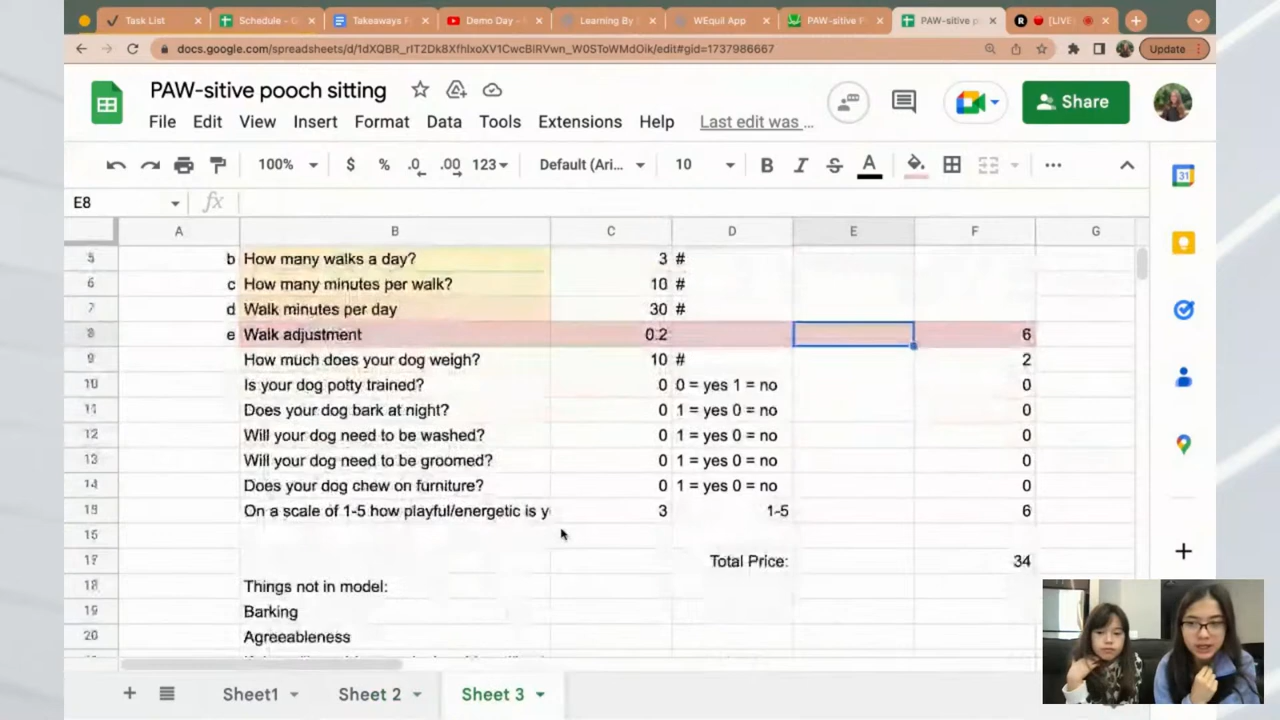 Task List
Schedule - G
Takeaways F
Demo Day -
Learning By
WEquil App
PAW-sitive P
PAW-sitive p
[LIVE
docs.google.com/spreadsheets/d/1dXQBR_rIT2Dk8XfhIxoXV1CwcBIRVwn_W0SToWMdOik/edit#gid=1737986667
Update
PAW-sitive pooch sitting
File Edit View Insert Format Data Tools Extensions Help Last edit was ...
Share
100% $ % .0 .00 123 Default (Ari... 10 B I S A
31
E8 fx
A B C D E F G
5 b How many walks a day? 3 #
6 c How many minutes per walk? 10 #
7 d Walk minutes per day 30 #
8 e Walk adjustment 0.2 6
9 How much does your dog weigh? 10 # 2
10 Is your dog potty trained? 0 0 = yes 1 = no 0
11 Does your dog bark at night? 0 1 = yes 0 = no 0
12 Will your dog need to be washed? 0 1 = yes 0 = no 0
13 Will your dog need to be groomed? 0 1 = yes 0 = no 0
14 Does your dog chew on furniture? 0 1 = yes 0 = no 0
15 On a scale of 1-5 how playful/energetic is y 3 1-5 6
16
17 Total Price: 34
18 Things not in model:
19 Barking
20 Agreeableness
Sheet1 Sheet 2 Sheet 3